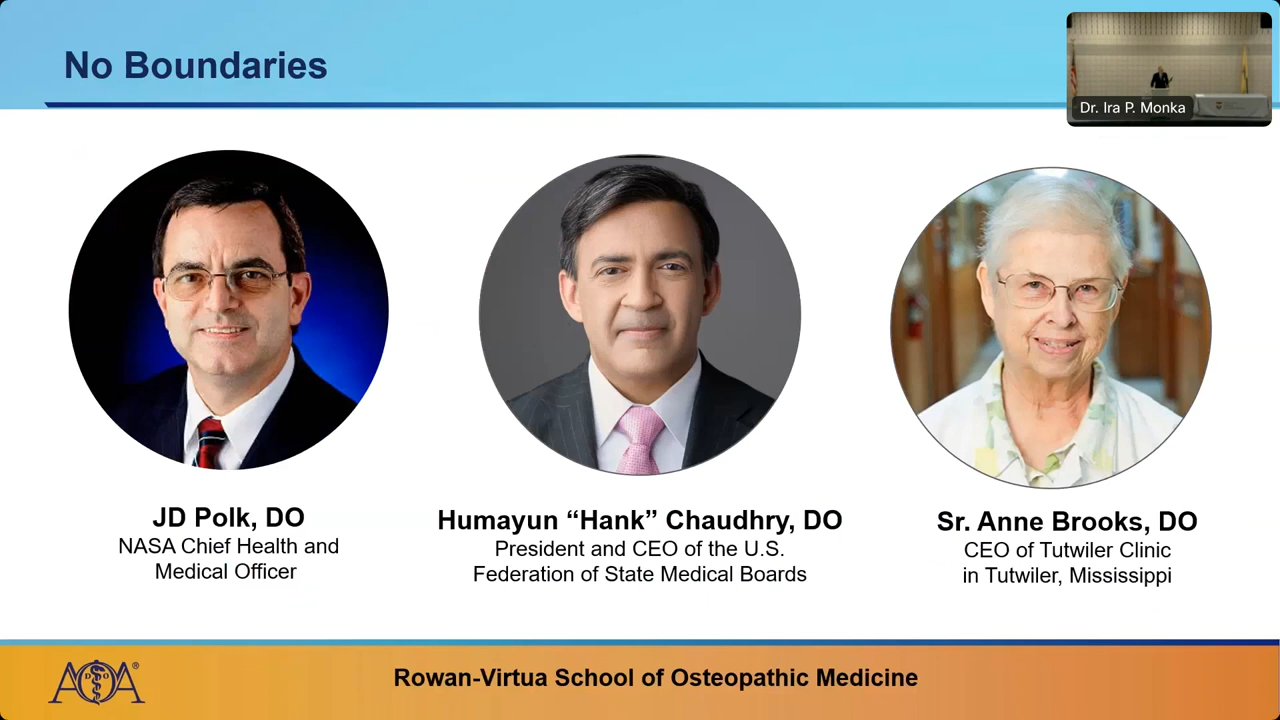 No Boundaries
Dr. Ira P. Monka
JD Polk, DO
NASA Chief Health and
Medical Officer
Humayun “Hank” Chaudhry, DO
President and CEO of the U.S.
Federation of State Medical Boards
Sr. Anne Brooks, DO
CEO of Tutwiler Clinic
in Tutwiler, Mississippi
AOA®
DO
Rowan-Virtua School of Osteopathic Medicine